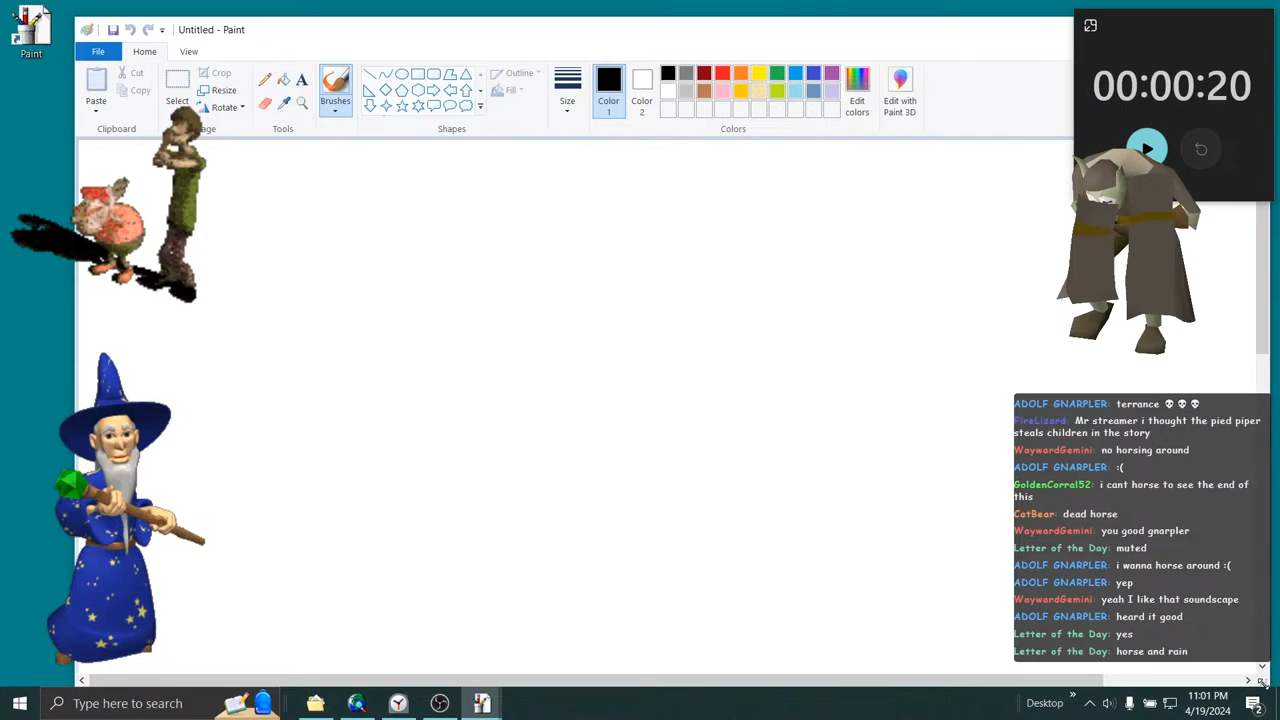 Paint
Untitled - Paint
File
Home
View
Paste
Cut
Copy
Clipboard
Select
Crop
Resize
Rotate
age
A
Tools
Brushes
Outline
Fill
Shapes
Size
Color
1
Color
2
Edit
colors
Edit with
Paint 3D
Colors
00:00:20
ADOLF GNARPLER: terrance 💀 💀 💀
FireLizard: Mr streamer i thought the pied piper
steals children in the story
WaywardGemini: no horsing around
ADOLF GNARPLER: :(
GoldenCorral52: i cant horse to see the end of
this
CatBear: dead horse
WaywardGemini: you good gnarpler
Letter of the Day: muted
ADOLF GNARPLER: i wanna horse around :(
ADOLF GNARPLER: yep
WaywardGemini: yeah I like that soundscape
ADOLF GNARPLER: heard it good
Letter of the Day: yes
Letter of the Day: horse and rain
Type here to search
Desktop
11:01 PM
4/19/2024
2